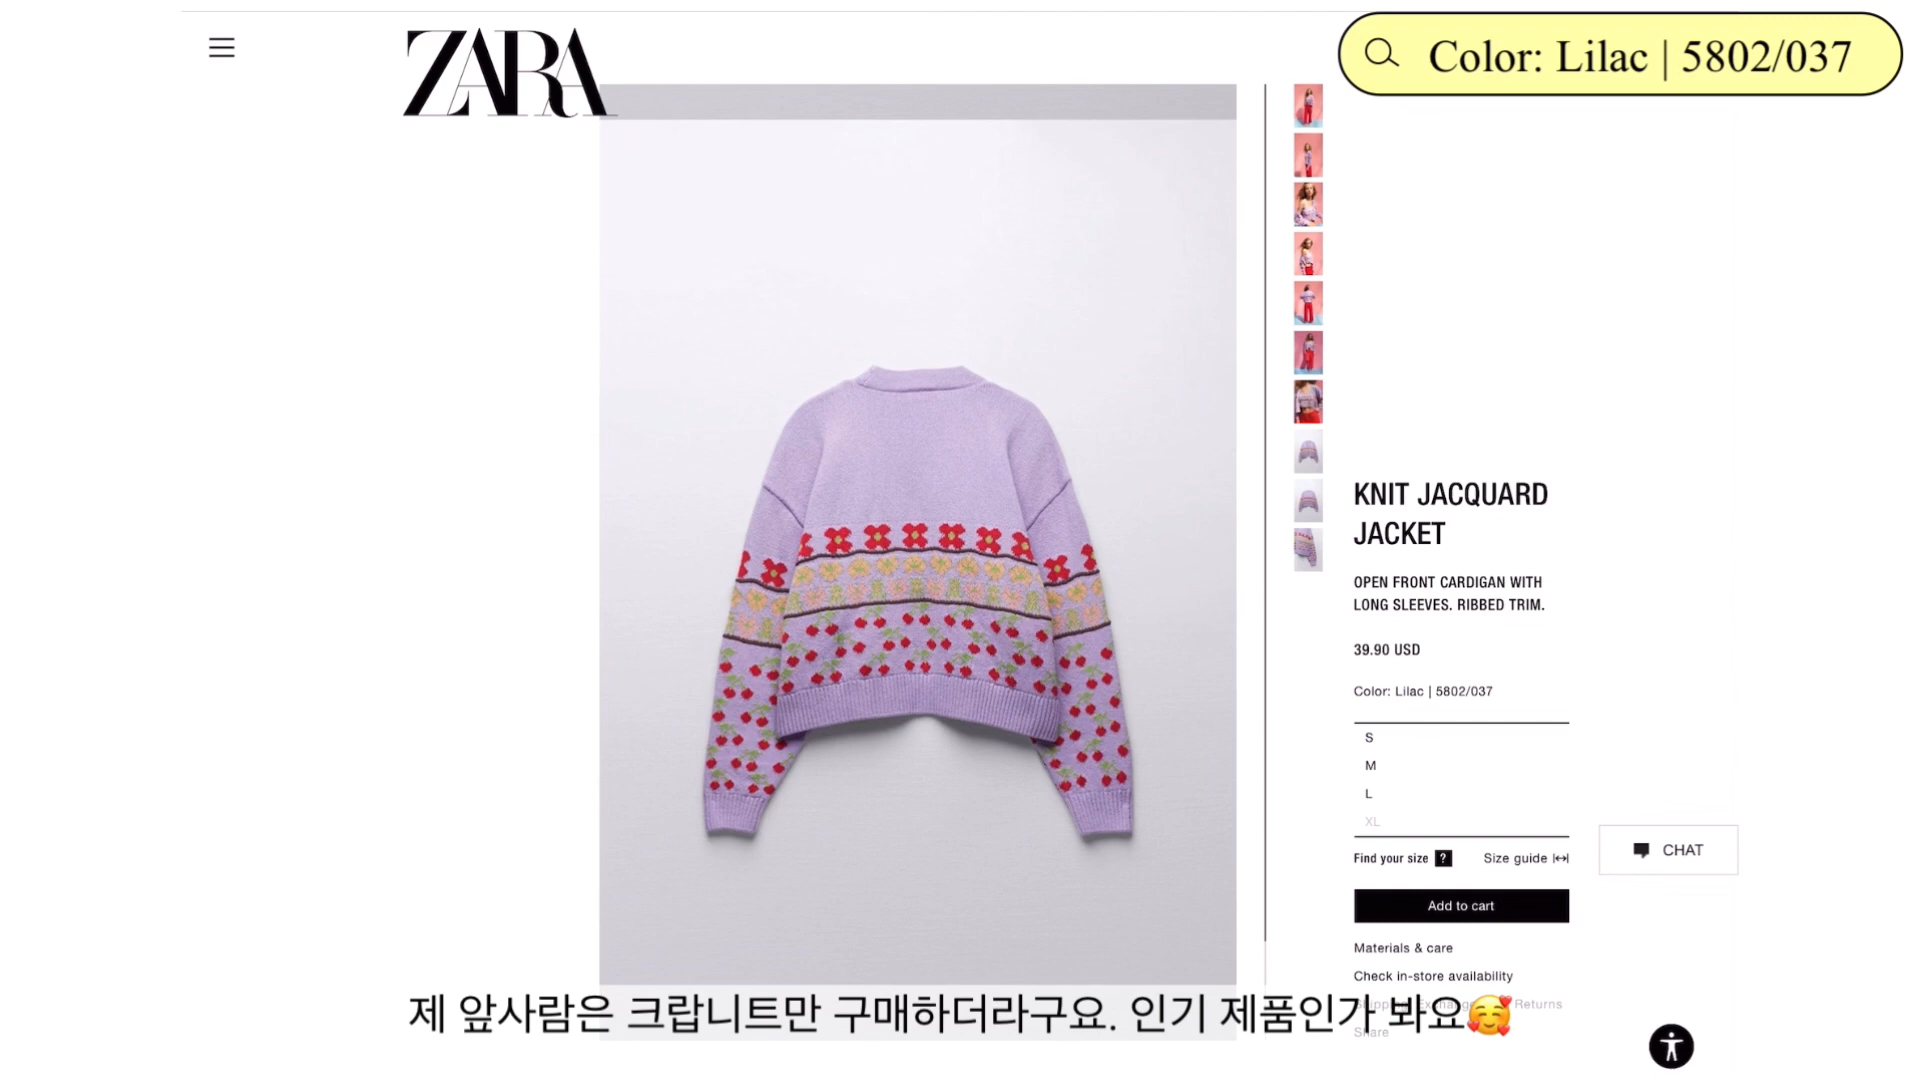 ZARA
Color: Lilac | 5802/037
KNIT JACQUARD
JACKET
OPEN FRONT CARDIGAN WITH
LONG SLEEVES. RIBBED TRIM.
39.90 USD
Color: Lilac | 5802/037
S
M
L
XL
Find your size ? Size guide
CHAT
Add to cart
Materials & care
Check in-store availability
Returns
제 앞사람은 크랍니트만 구매하더라구요. 인기 제품인가 봐요🥰
Share